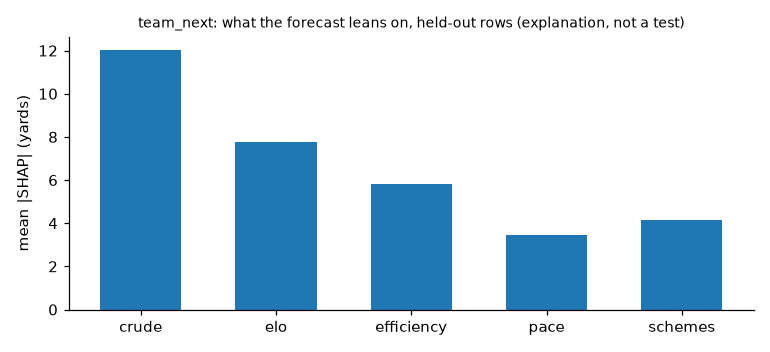 team_next: what the forecast leans on, held-out rows (explanation, not a test)
mean |SHAP| (yards)
12
10
8
6
4
2
0
crude elo efficiency pace schemes